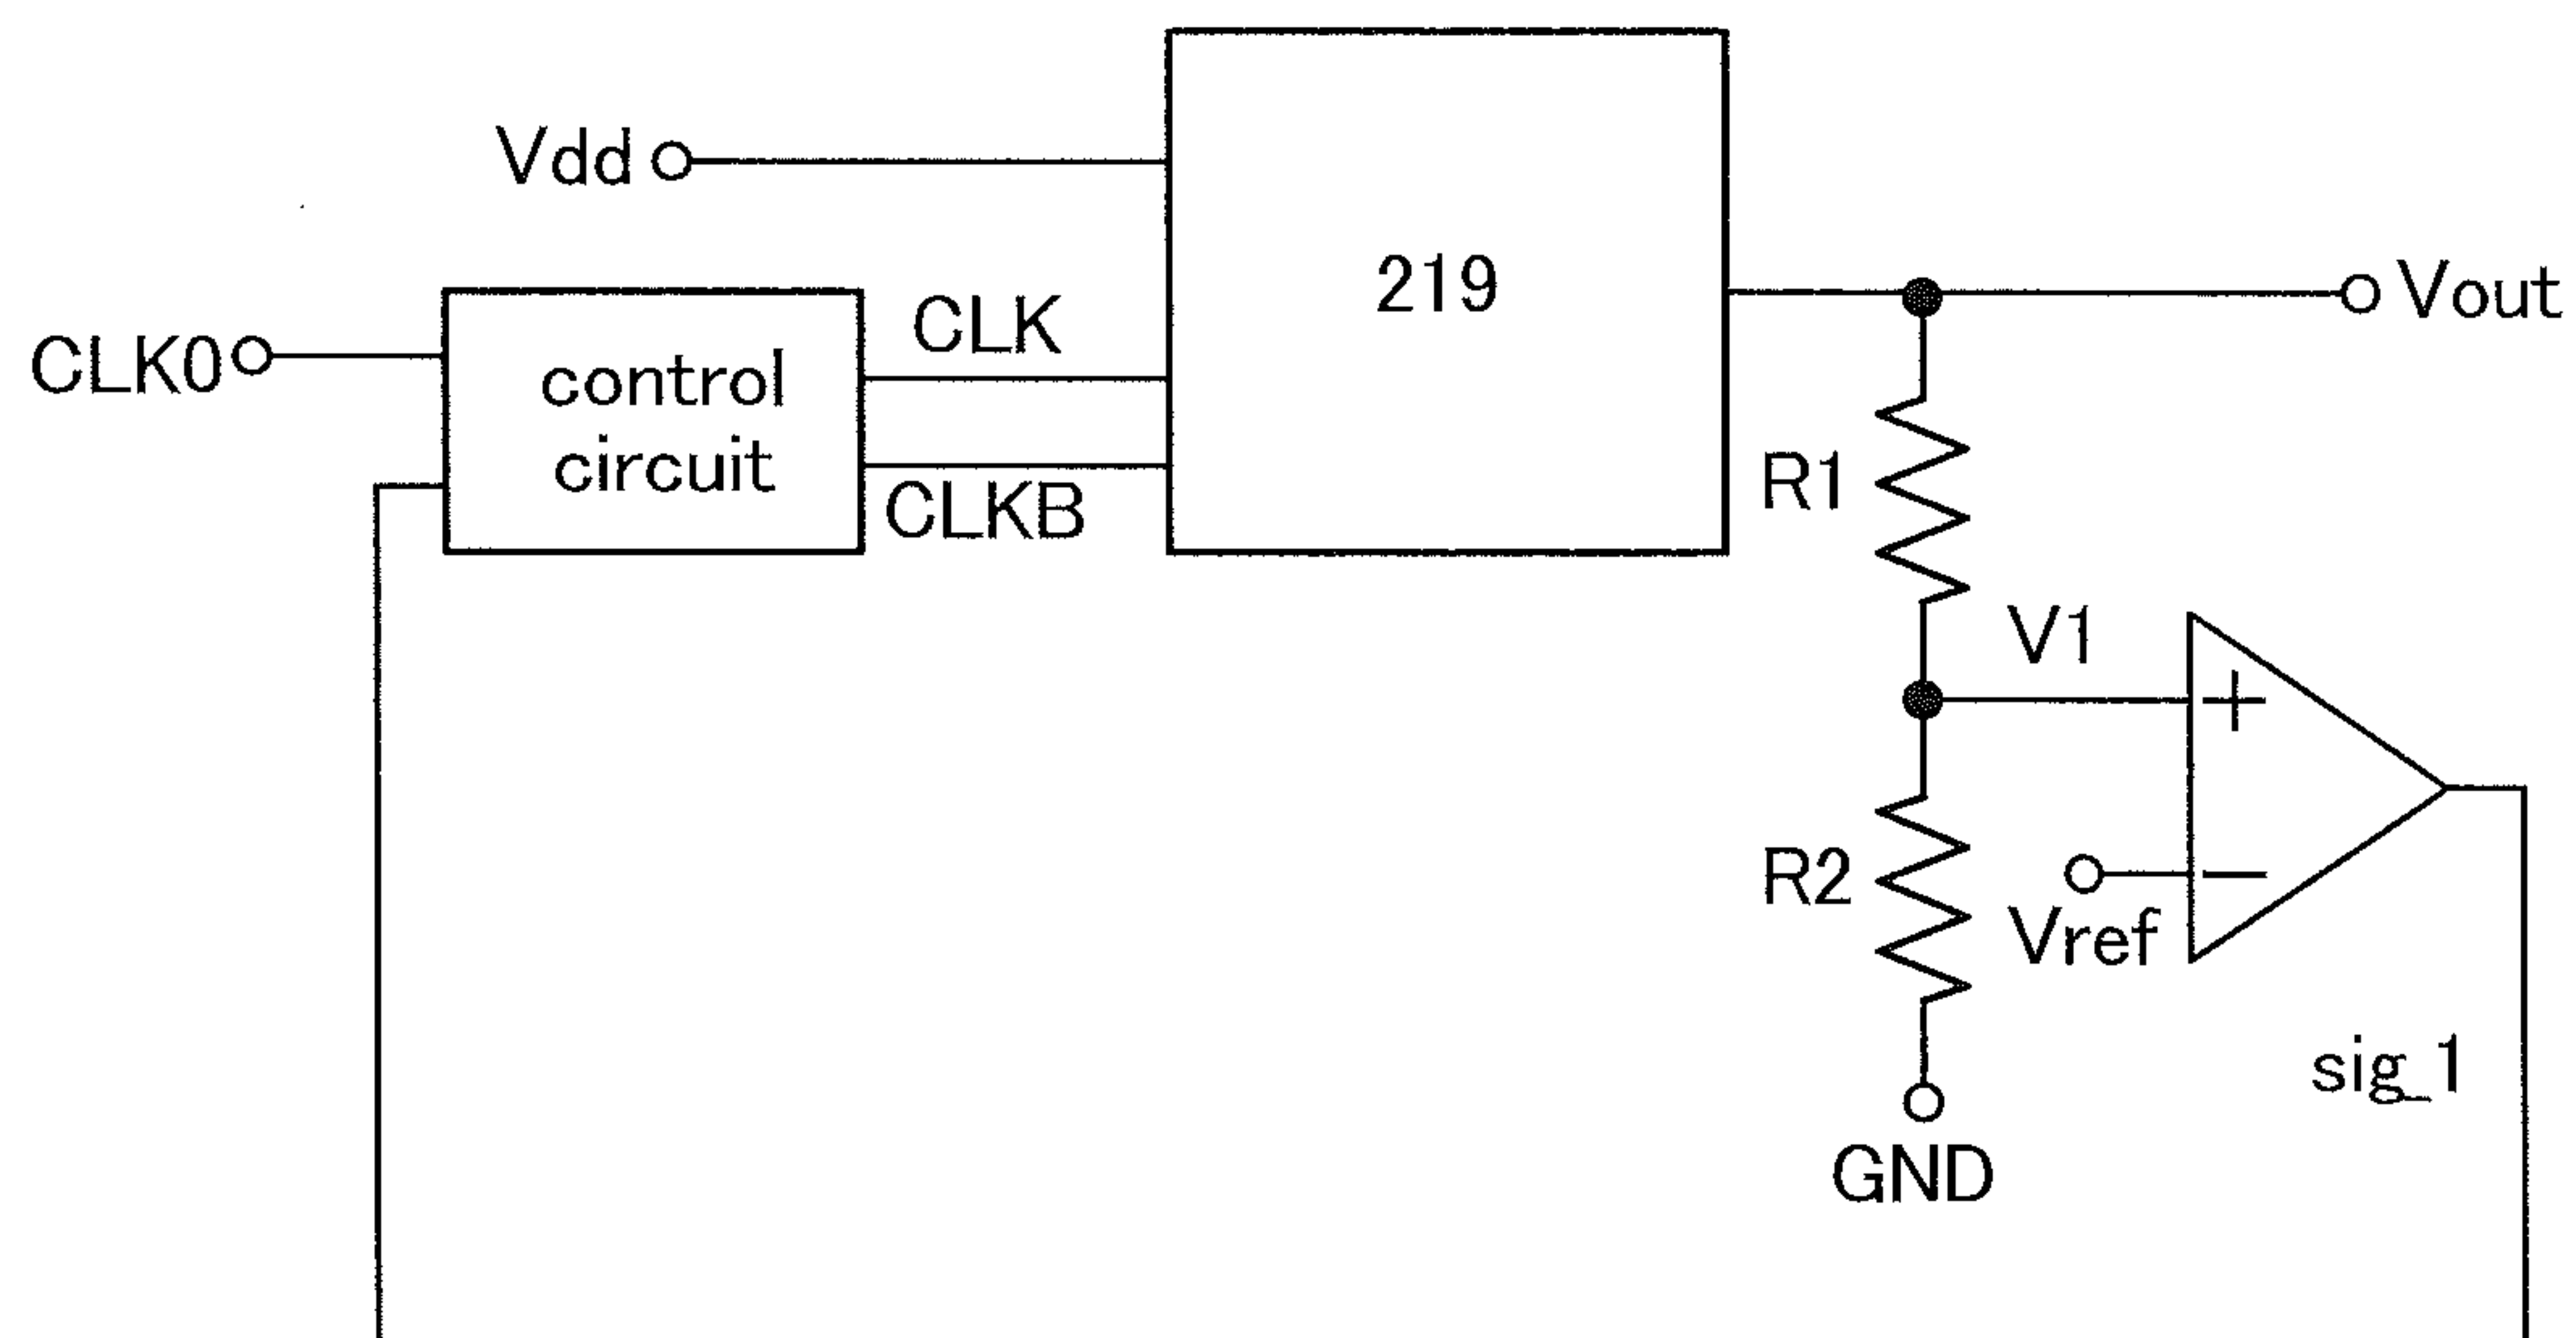 Vdd
219
Vout
CLK0
control
circuit
CLK
CLKB
R1
V1
+
R2
−
Vref
sig_1
GND